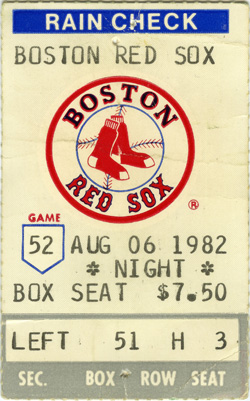 RAIN CHECK
BOSTON RED SOX
BOSTON
RED SOX
®
GAME
52 AUG 06 1982
* NIGHT *
BOX SEAT $7.50
LEFT 51 H 3
SEC. BOX ROW SEAT